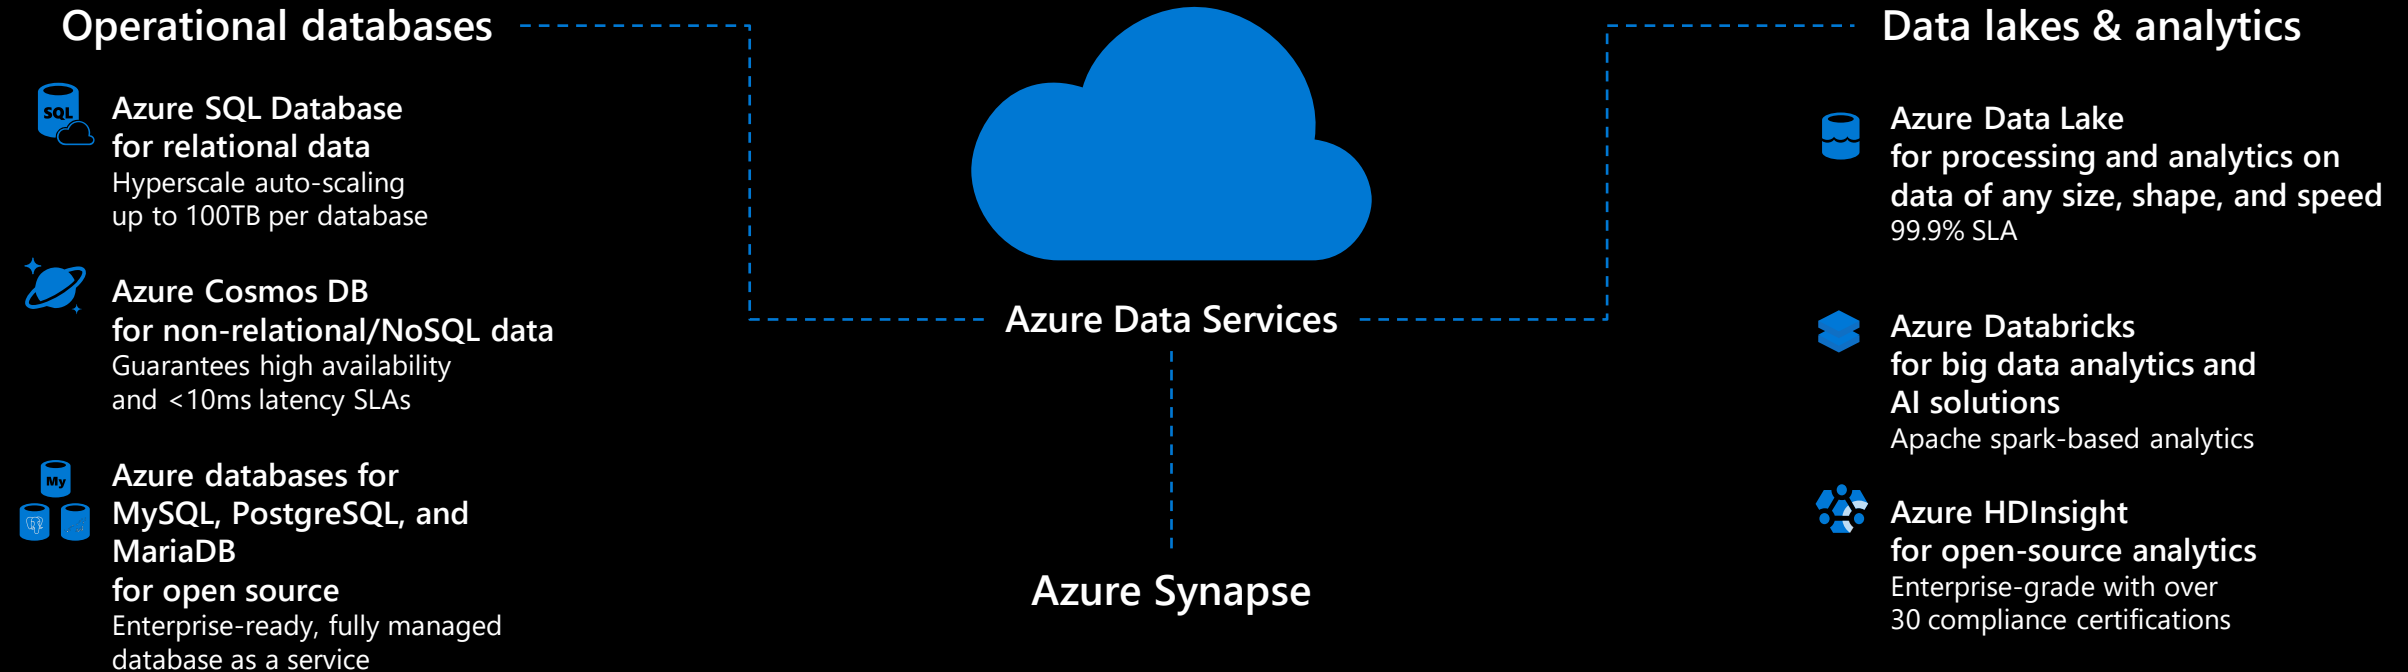 Operational databases
SQL
Azure SQL Database
for relational data
Hyperscale auto-scaling
up to 100TB per database
Azure Cosmos DB
for non-relational/NoSQL data
Guarantees high availability
and <10ms latency SLAs
My
Azure databases for
MySQL, PostgreSQL, and
MariaDB
for open source
Enterprise-ready, fully managed
database as a service
Azure Data Services
Azure Synapse
Data lakes & analytics
Azure Data Lake
for processing and analytics on
data of any size, shape, and speed
99.9% SLA
Azure Databricks
for big data analytics and
AI solutions
Apache spark-based analytics
Azure HDInsight
for open-source analytics
Enterprise-grade with over
30 compliance certifications